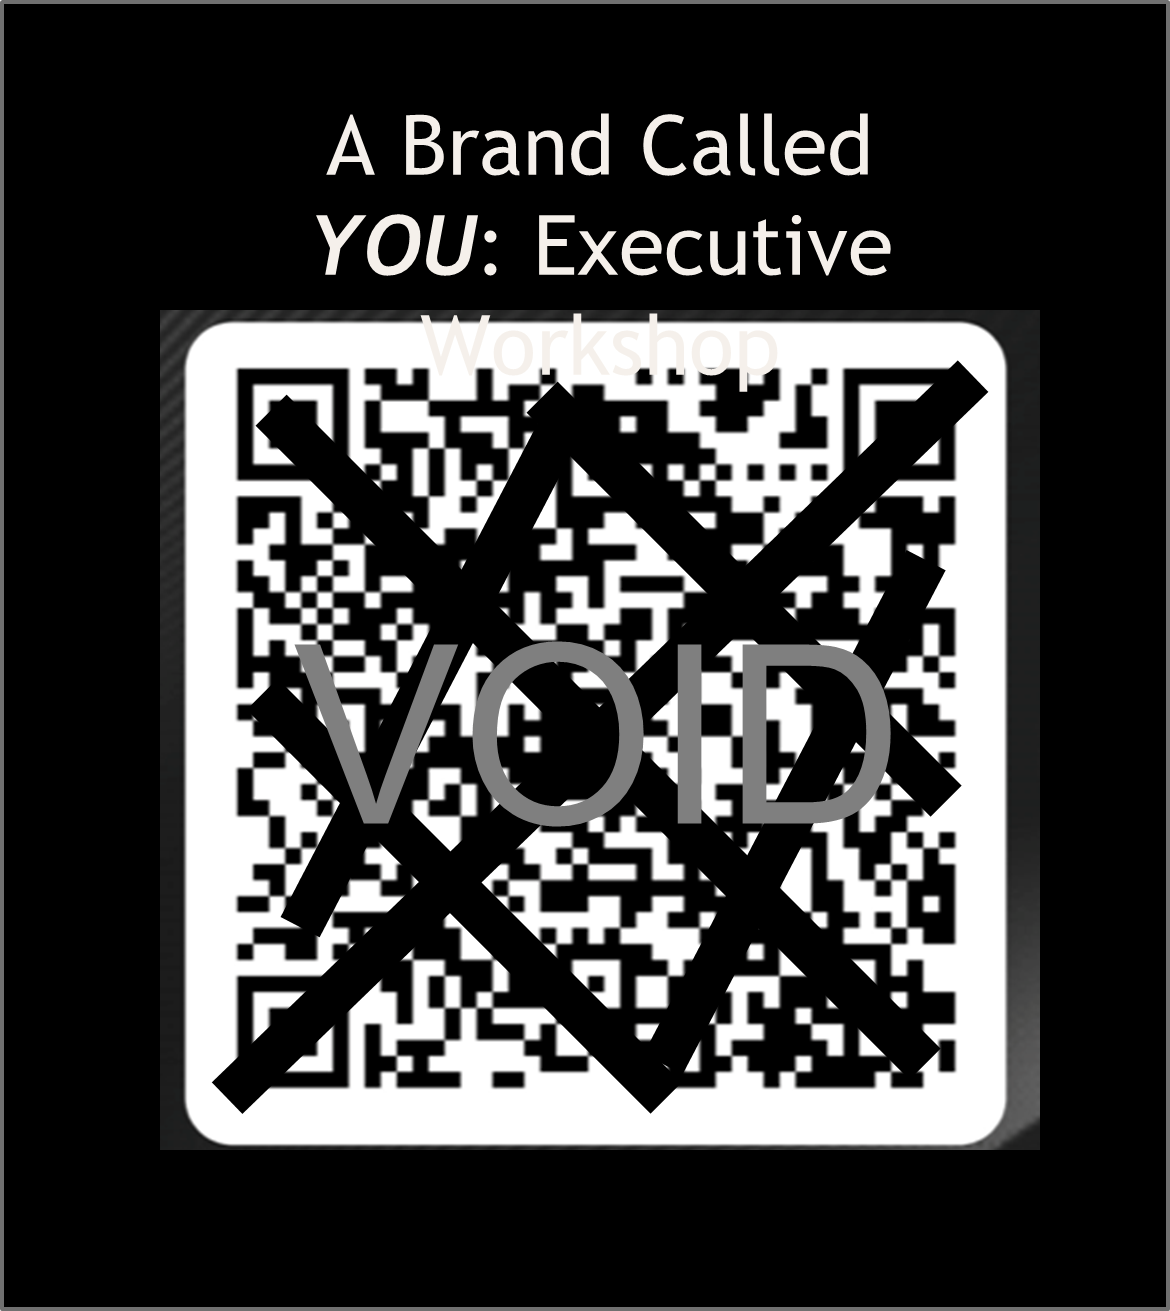 A Brand Called
YOU: Executive
Workshop
VOID